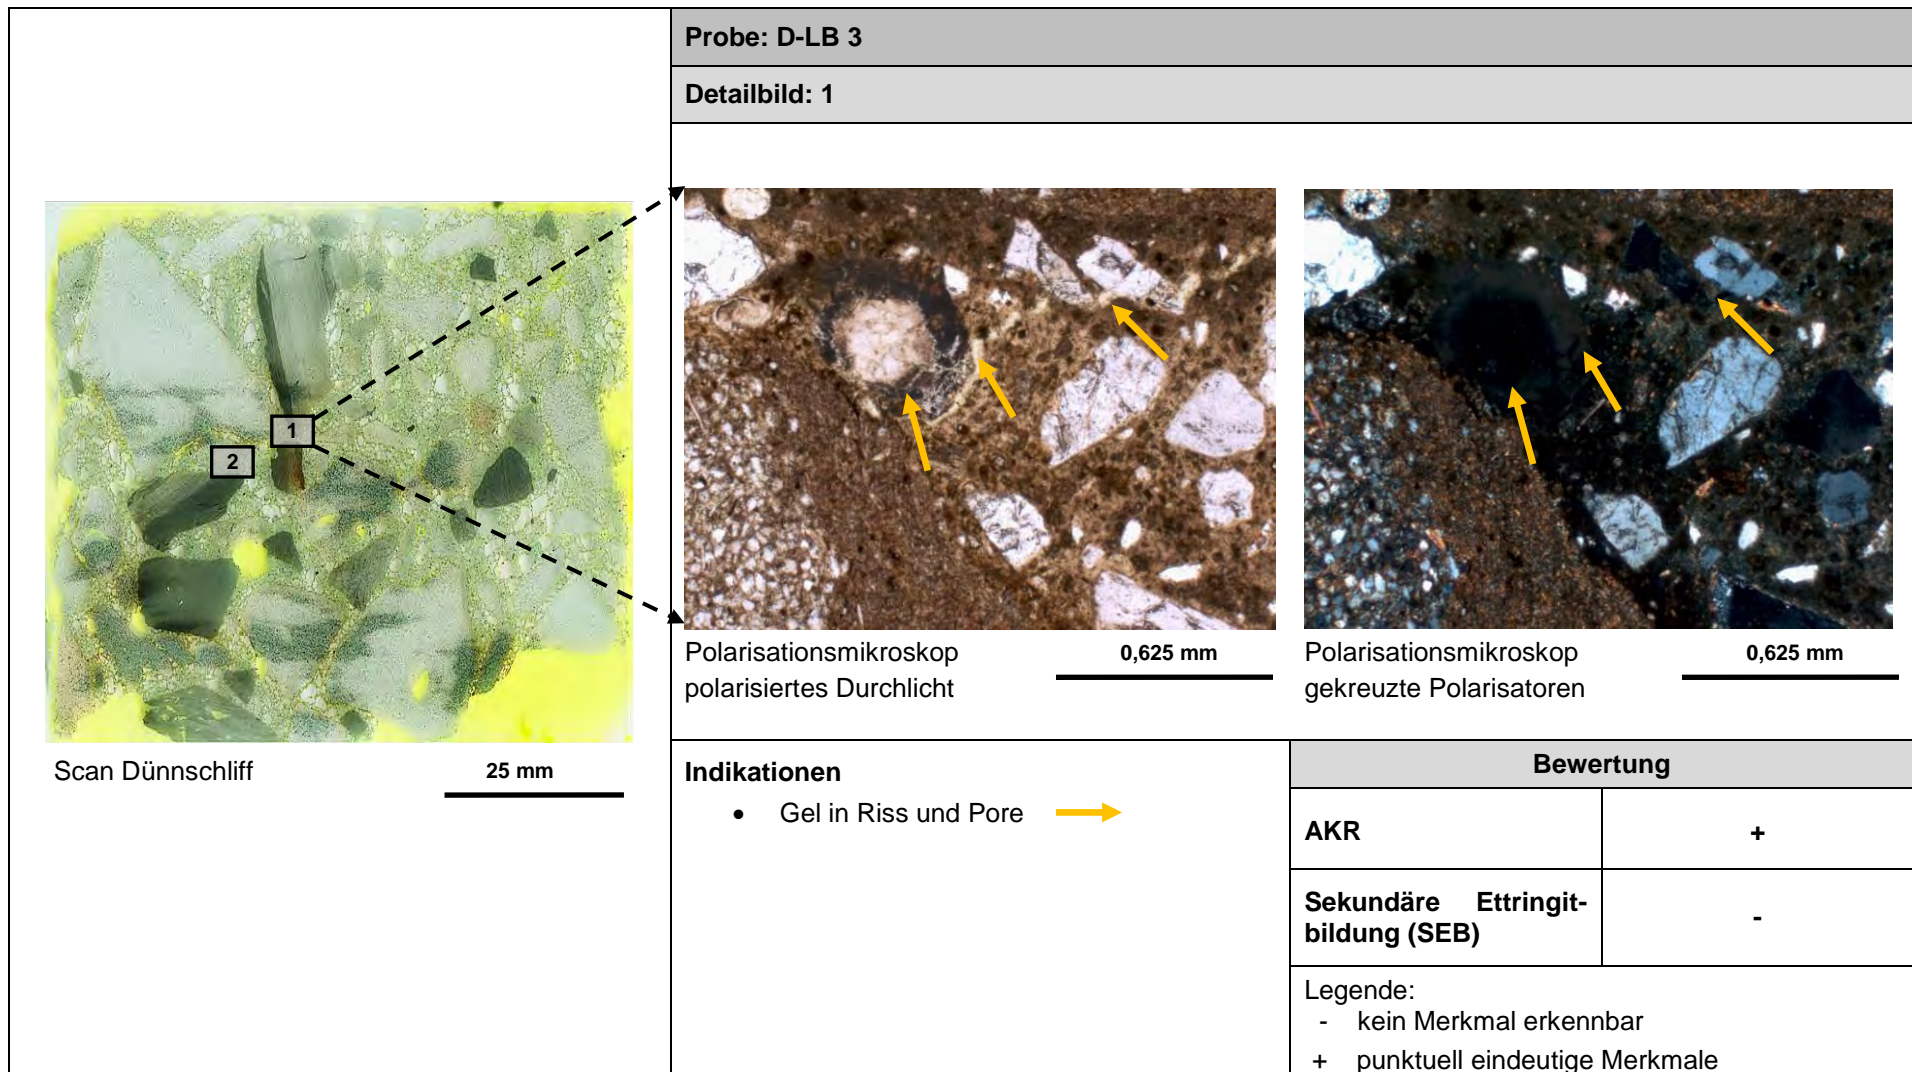 Probe: D-LB 3
Detailbild: 1
1
2
Scan Dünnschliff
25 mm
Polarisationsmikroskop
polarisiertes Durchlicht
0,625 mm
Polarisationsmikroskop
gekreuzte Polarisatoren
0,625 mm
Indikationen
• Gel in Riss und Pore
Bewertung
AKR +
Sekundäre Ettringit-
bildung (SEB) -
Legende:
- kein Merkmal erkennbar
+ punktuell eindeutige Merkmale